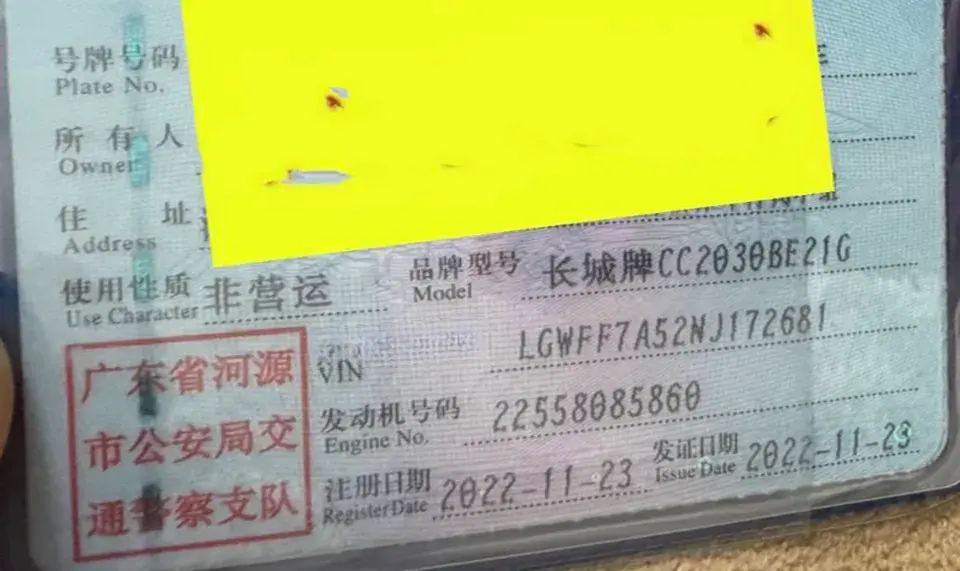 号牌号码
Plate No.
所有人
Owner
住址
Address
使用性质 非营运
Use Character
品牌型号 长城牌CC2030BE21G
Model
广东省河源
市公安局交
通警察支队
VIN LGWFF7A52NJ172681
发动机号码 22558085860
Engine No.
注册日期 2022-11-23
Register Date
发证日期 2022-11-23
Issue Date